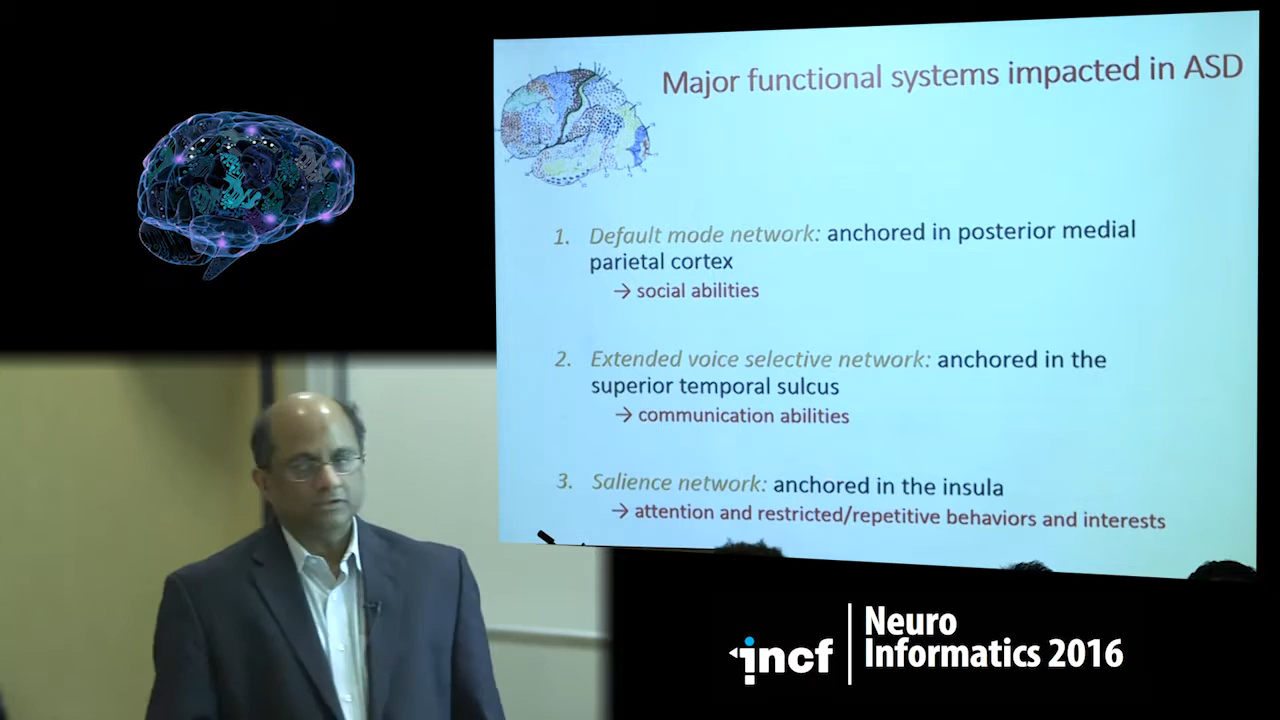 Major functional systems impacted in ASD
1. Default mode network: anchored in posterior medial
parietal cortex
→ social abilities
2. Extended voice selective network: anchored in the
superior temporal sulcus
→ communication abilities
3. Salience network: anchored in the insula
→ attention and restricted/repetitive behaviors and interests
incf
Neuro
Informatics 2016